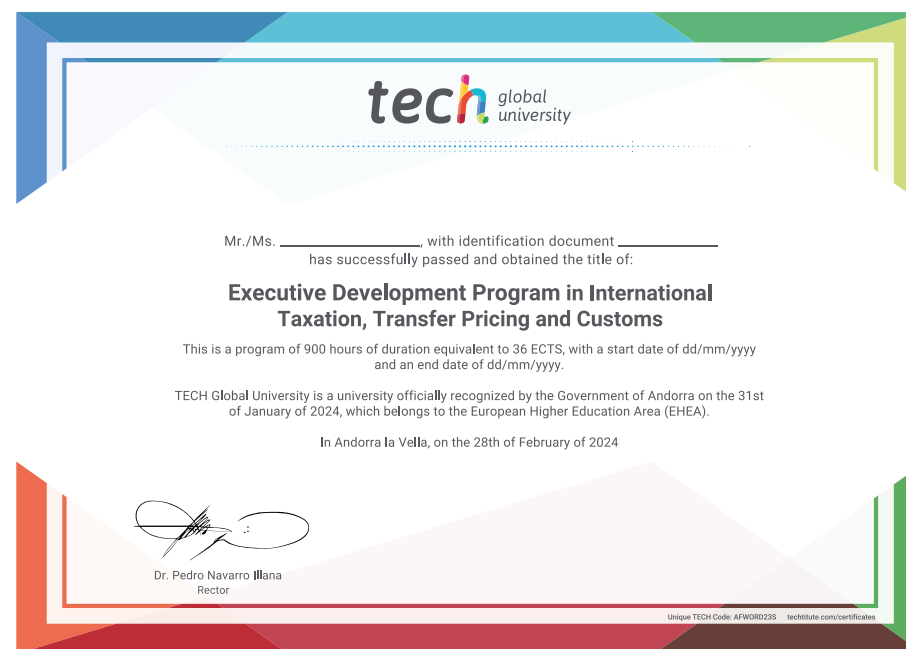 tech global
university
Mr./Ms. ____________________, with identification document ______________
has successfully passed and obtained the title of:
Executive Development Program in International
Taxation, Transfer Pricing and Customs
This is a program of 900 hours of duration equivalent to 36 ECTS, with a start date of dd/mm/yyyy
and an end date of dd/mm/yyyy.
TECH Global University is a university officially recognized by the Government of Andorra on the 31st
of January of 2024, which belongs to the European Higher Education Area (EHEA).
In Andorra la Vella, on the 28th of February of 2024
Dr. Pedro Navarro Illana
Rector
Unique TECH Code: AFWORD23S techtitute.com/certificates